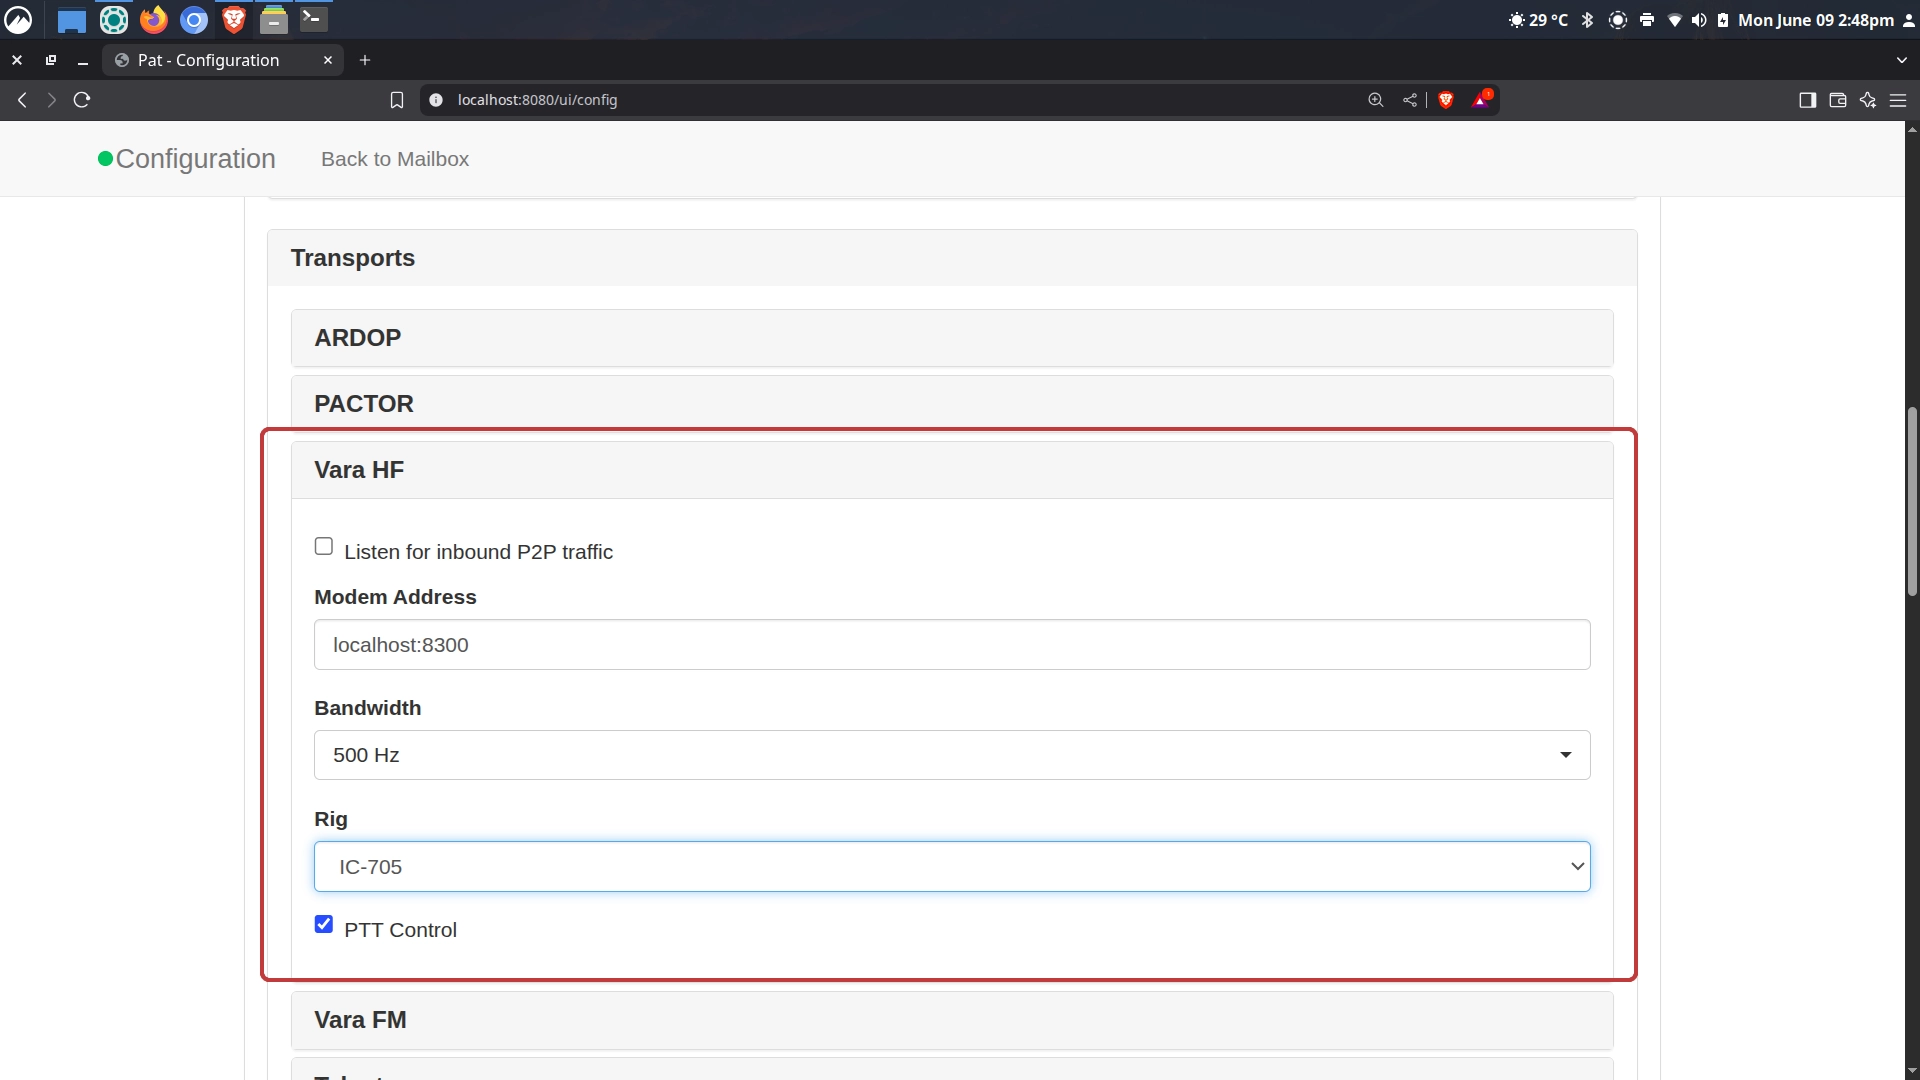 29 °C
Mon June 09 2:48pm
Pat - Configuration
localhost:8080/ui/config
Configuration
Back to Mailbox
Transports
ARDOP
PACTOR
Vara HF
Listen for inbound P2P traffic
Modem Address
localhost:8300
Bandwidth
500 Hz
Rig
IC-705
PTT Control
Vara FM